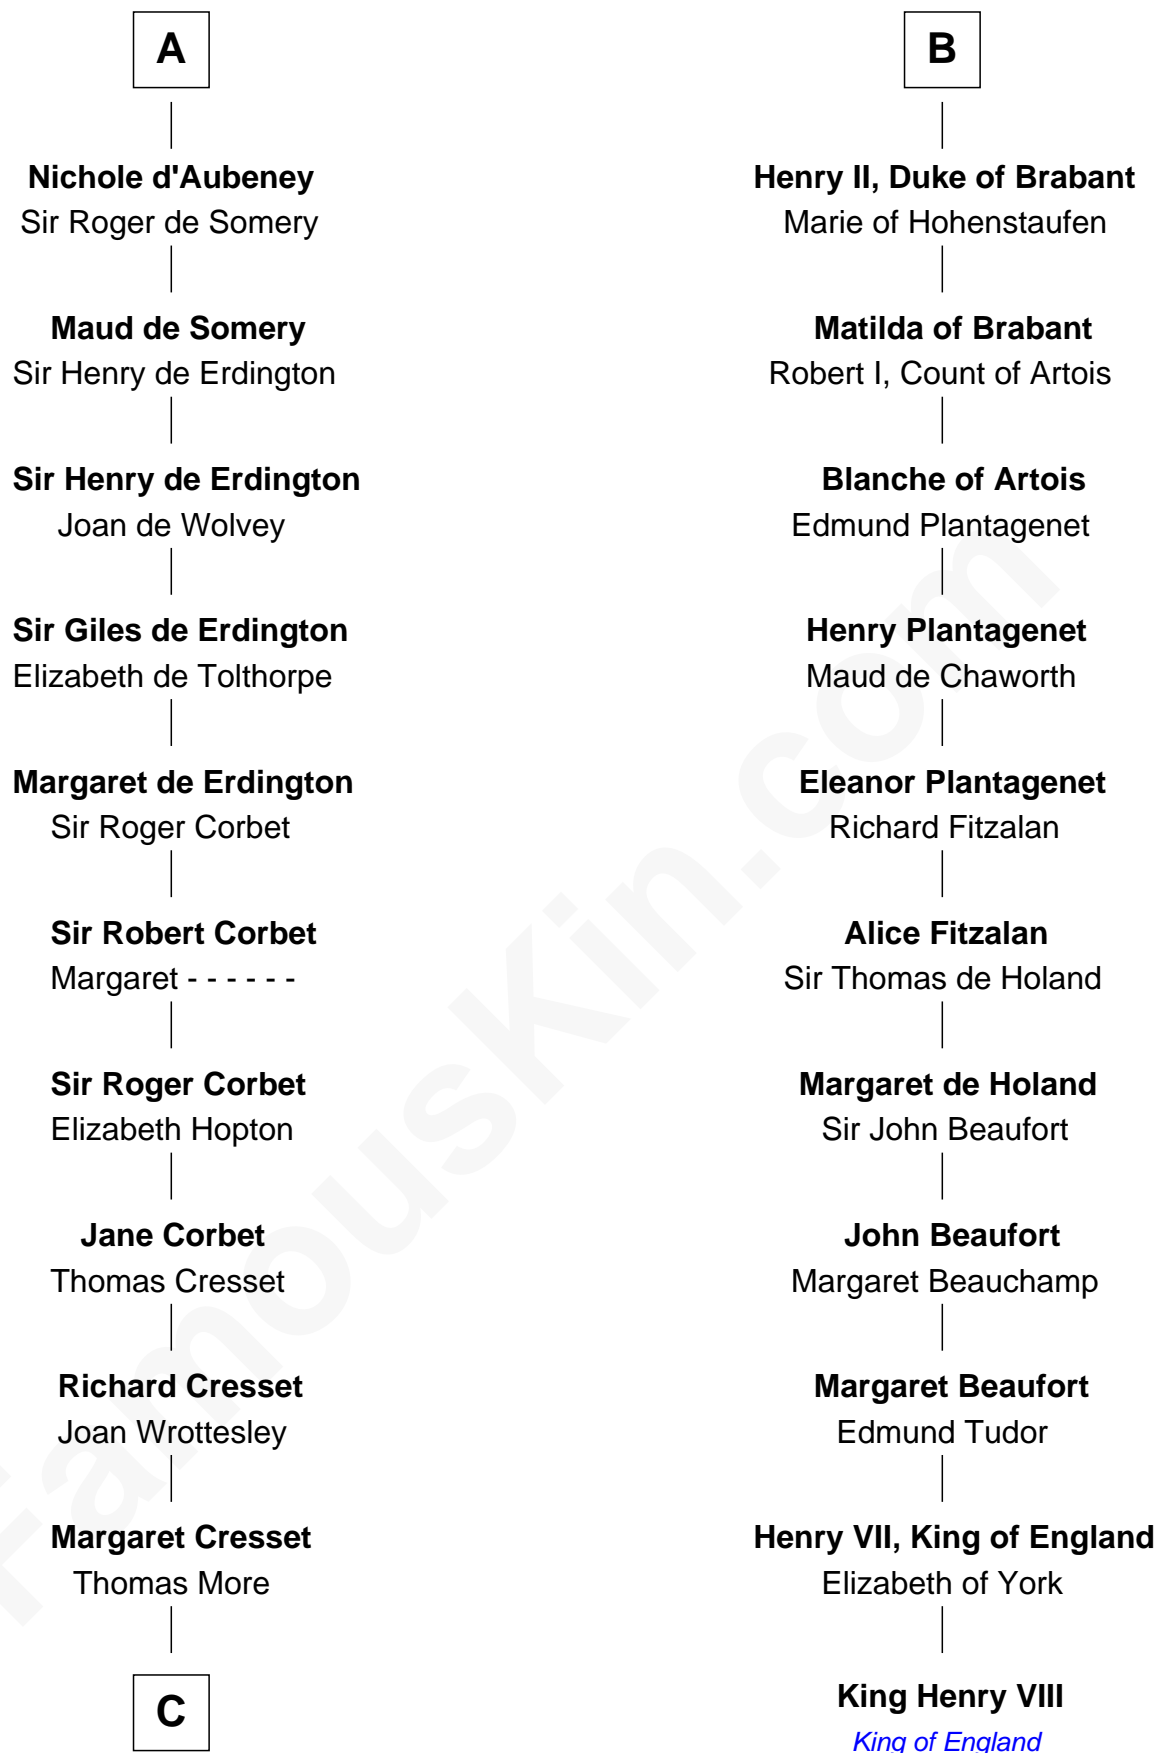 A
Nichole d'Aubeney
Sir Roger de Somery
Maud de Somery
Sir Henry de Erdington
Sir Henry de Erdington
Joan de Wolvey
Sir Giles de Erdington
Elizabeth de Tolthorpe
Margaret de Erdington
Sir Roger Corbet
Sir Robert Corbet
Margaret - - - - - -
Sir Roger Corbet
Elizabeth Hopton
Jane Corbet
Thomas Cresset
Richard Cresset
Joan Wrottesley
Margaret Cresset
Thomas More
C
B
Henry II, Duke of Brabant
Marie of Hohenstaufen
Matilda of Brabant
Robert I, Count of Artois
Blanche of Artois
Edmund Plantagenet
Henry Plantagenet
Maud de Chaworth
Eleanor Plantagenet
Richard Fitzalan
Alice Fitzalan
Sir Thomas de Holand
Margaret de Holand
Sir John Beaufort
John Beaufort
Margaret Beauchamp
Margaret Beaufort
Edmund Tudor
Henry VII, King of England
Elizabeth of York
King Henry VIII
King of England
FamousKin.com